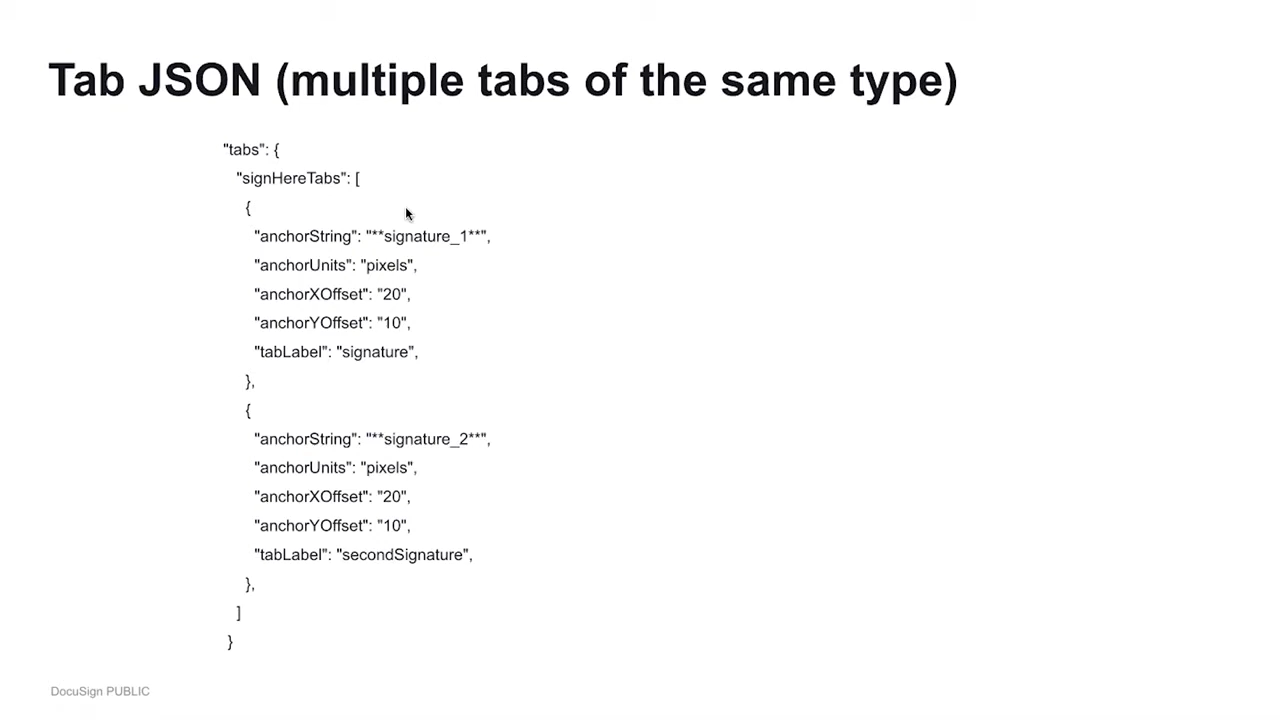 Tab JSON (multiple tabs of the same type)
"tabs": {
"signHereTabs": [
{
"anchorString": "**signature_1**",
"anchorUnits": "pixels",
"anchorXOffset": "20",
"anchorYOffset": "10",
"tabLabel": "signature",
},
{
"anchorString": "**signature_2**",
"anchorUnits": "pixels",
"anchorXOffset": "20",
"anchorYOffset": "10",
"tabLabel": "secondSignature",
},
]
}
DocuSign PUBLIC